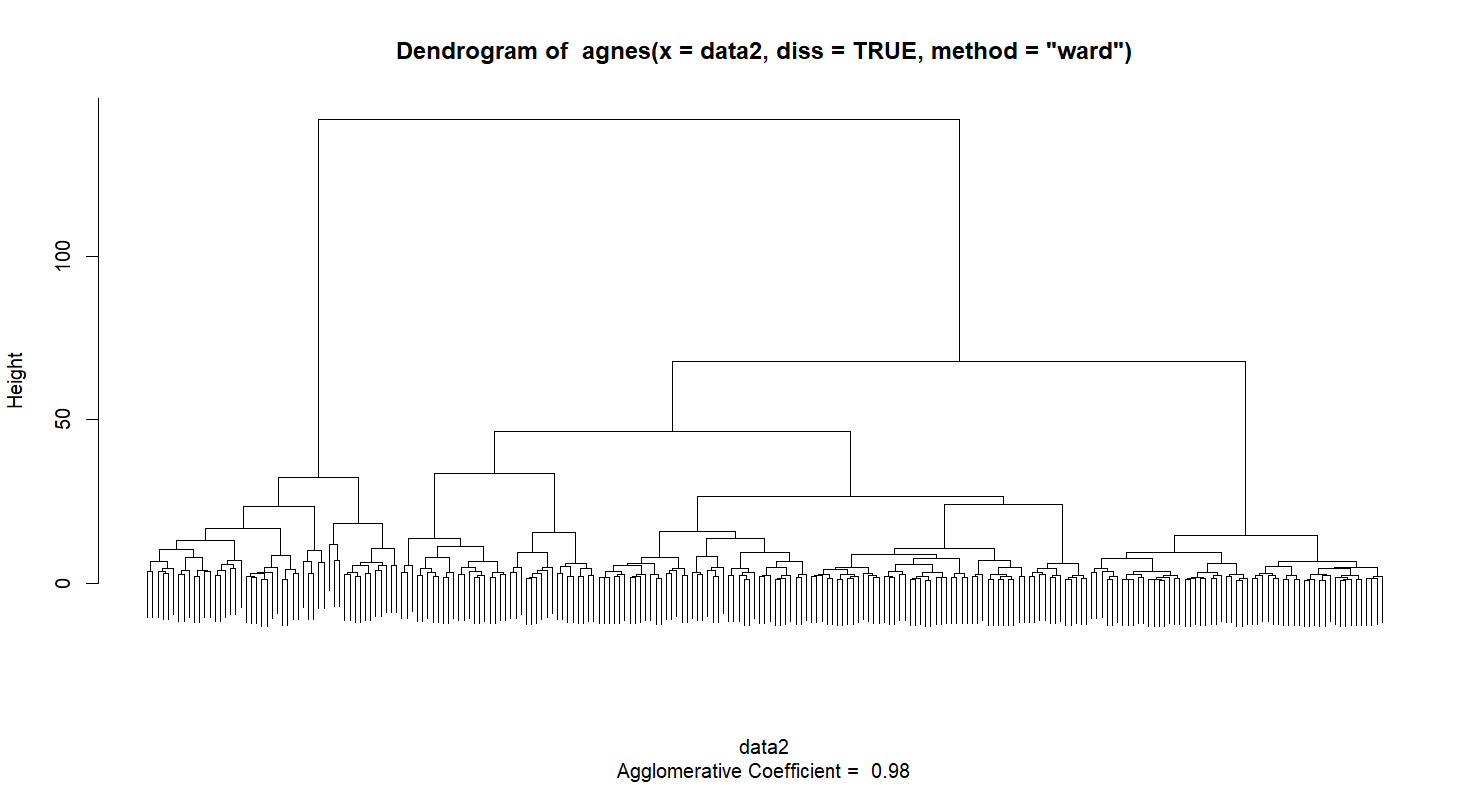 Dendrogram of  agnes(x = data2, diss = TRUE, method = "ward")
Height
100
50
0
data2
Agglomerative Coefficient =  0.98